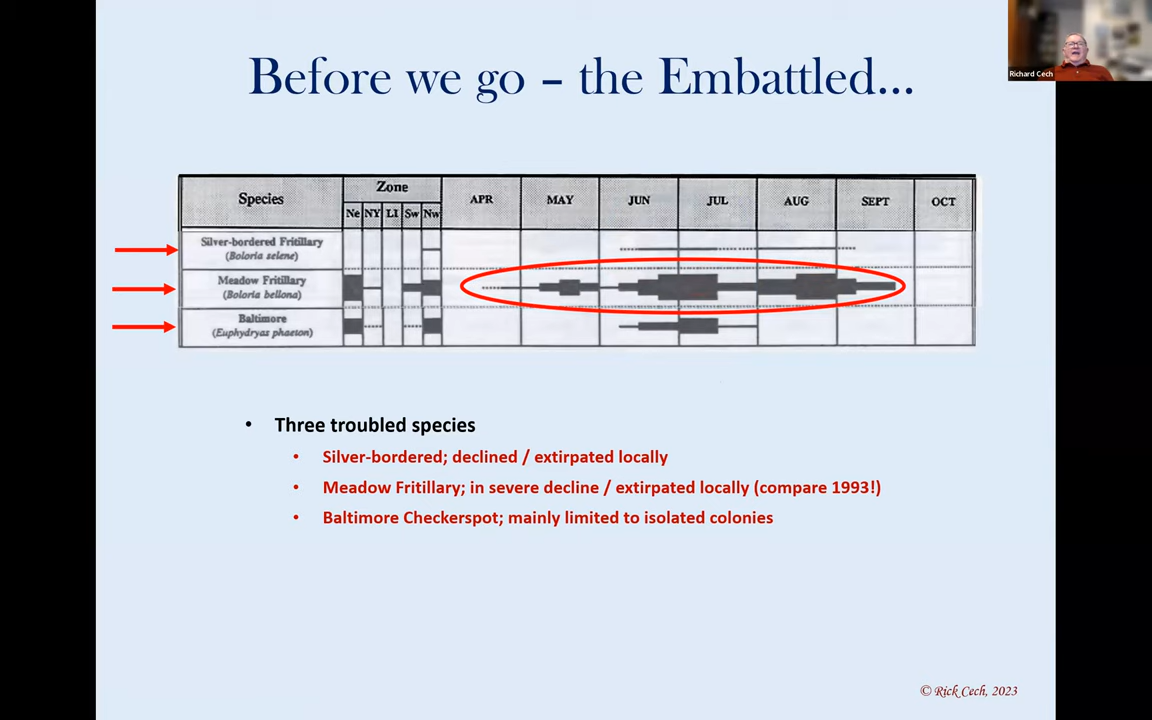 Before we go – the Embattled...
Richard Cech
Species
Zone
Ne NY LI Sw Nw
APR MAY JUN JUL AUG SEPT OCT
Silver-bordered Fritillary
(Boloria selene)
Meadow Fritillary
(Boloria bellona)
Baltimore
(Euphydryas phaeton)
• Three troubled species
• Silver-bordered; declined / extirpated locally
• Meadow Fritillary; in severe decline / extirpated locally (compare 1993!)
• Baltimore Checkerspot; mainly limited to isolated colonies
© Rick Cech, 2023